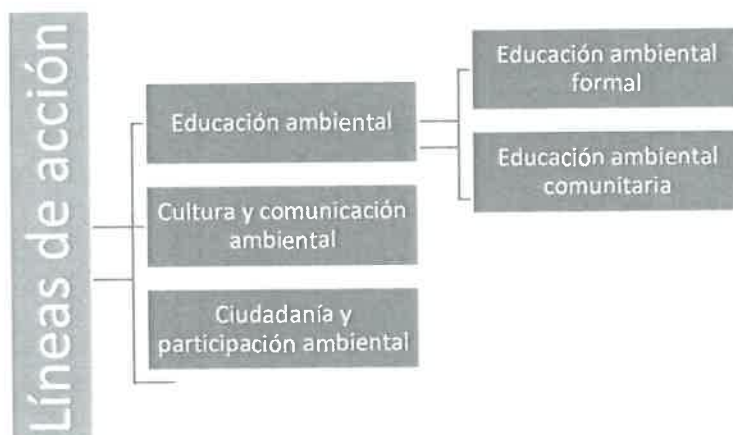 Líneas de acción
Educación ambiental
Cultura y comunicación
ambiental
Ciudadanía y
participación ambiental
Educación ambiental
formal
Educación ambiental
comunitaria